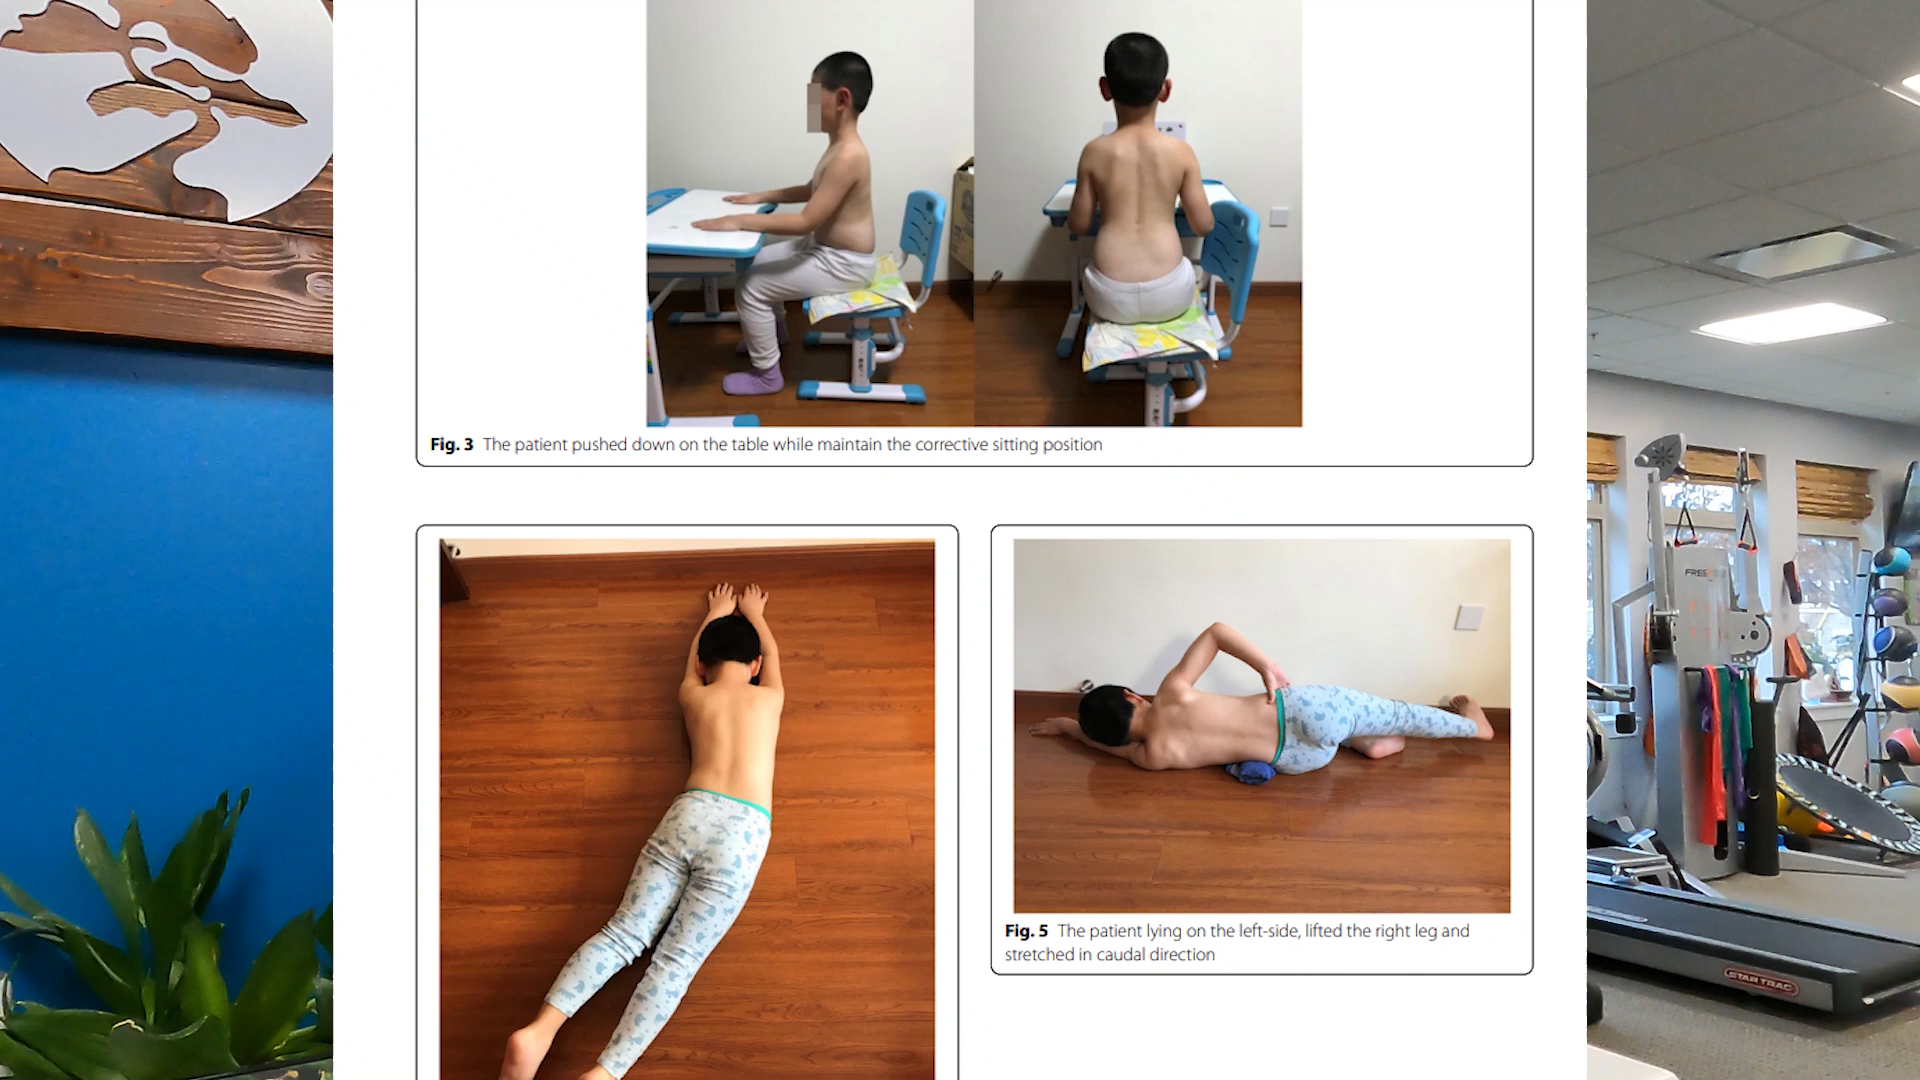 Fig. 3 The patient pushed down on the table while maintain the corrective sitting position
FREE
Fig. 5 The patient lying on the left-side, lifted the right leg and
stretched in caudal direction
STAR TRAC